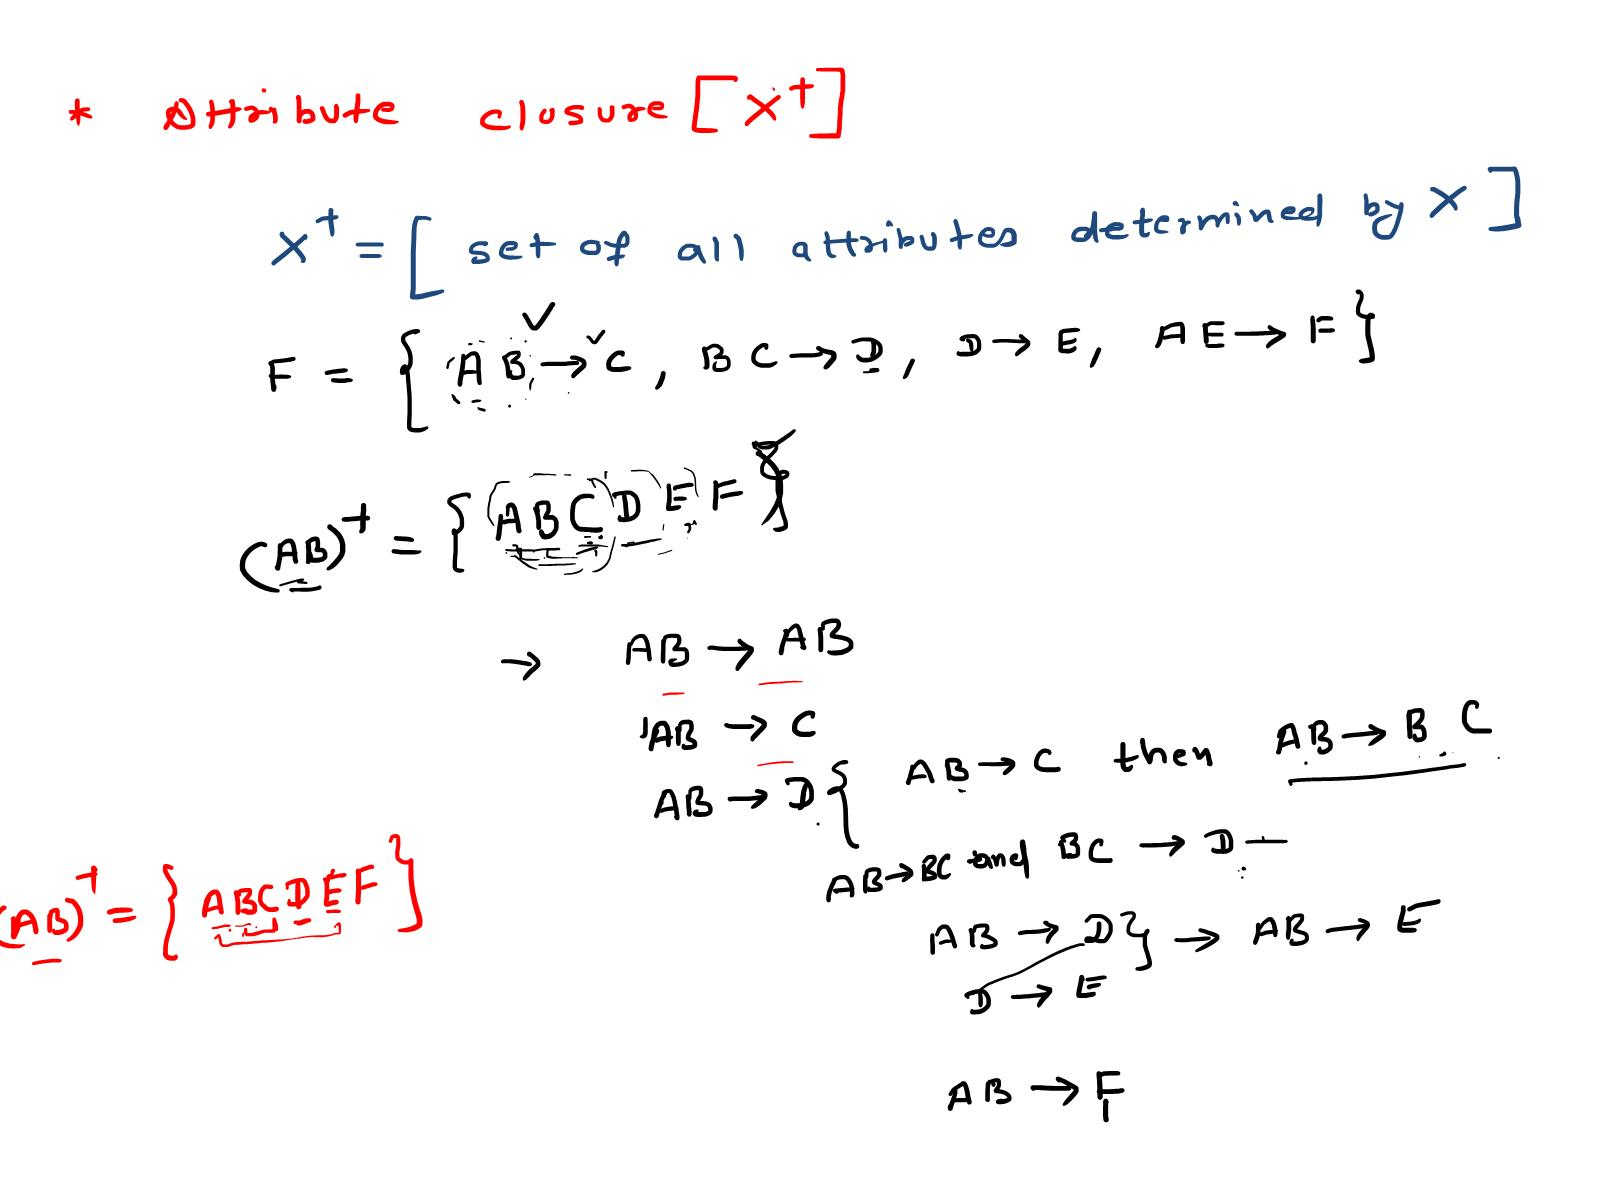 * Attribute closure [X⁺]
X⁺ = [ set of all attributes determined by X ]
F = { AB → C, BC → D, D → E, AE → F }
(AB)⁺ = { ABCDEF }
→ AB → AB
AB → C
AB → D { AB → C then AB → BC
AB → BC and BC → D
(AB)⁺ = { ABCDEF }
AB → D } → AB → E
D → E
AB → F